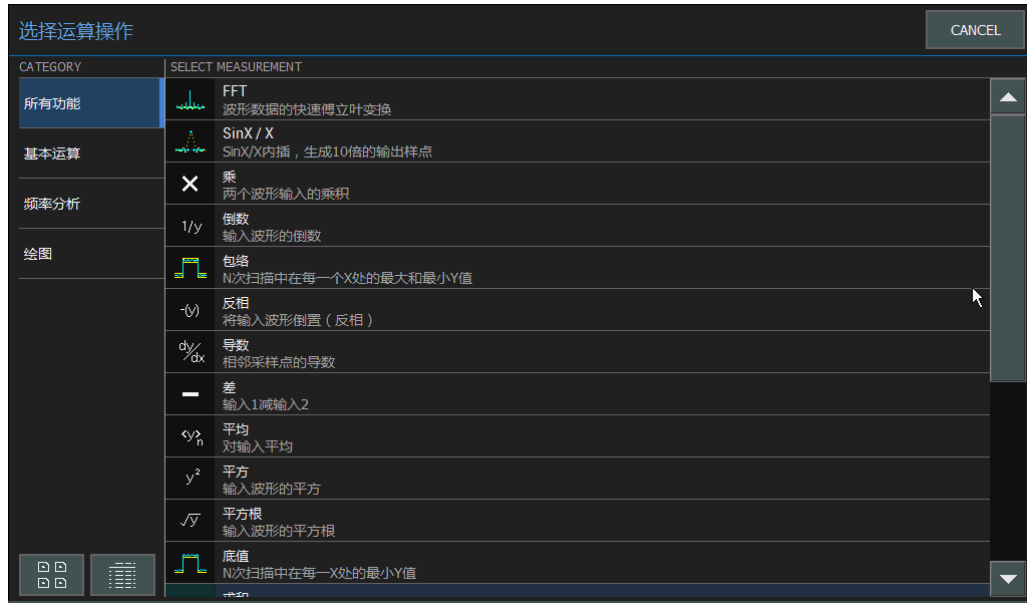 选择运算操作
CANCEL
CATEGORY
SELECT MEASUREMENT
所有功能
基本运算
频率分析
绘图
FFT
波形数据的快速傅立叶变换
SinX / X
SinX/X内插，生成10倍的输出样点
乘
两个波形输入的乘积
1/y
倒数
输入波形的倒数
包络
N次扫描中在每一个X处的最大和最小Y值
-(y)
反相
将输入波形倒置（反相）
dy/dx
导数
相邻采样点的导数
差
输入1减输入2
<y>n
平均
对输入平均
y²
平方
输入波形的平方
√y
平方根
输入波形的平方根
底值
N次扫描中在每一X处的最小Y值
求和